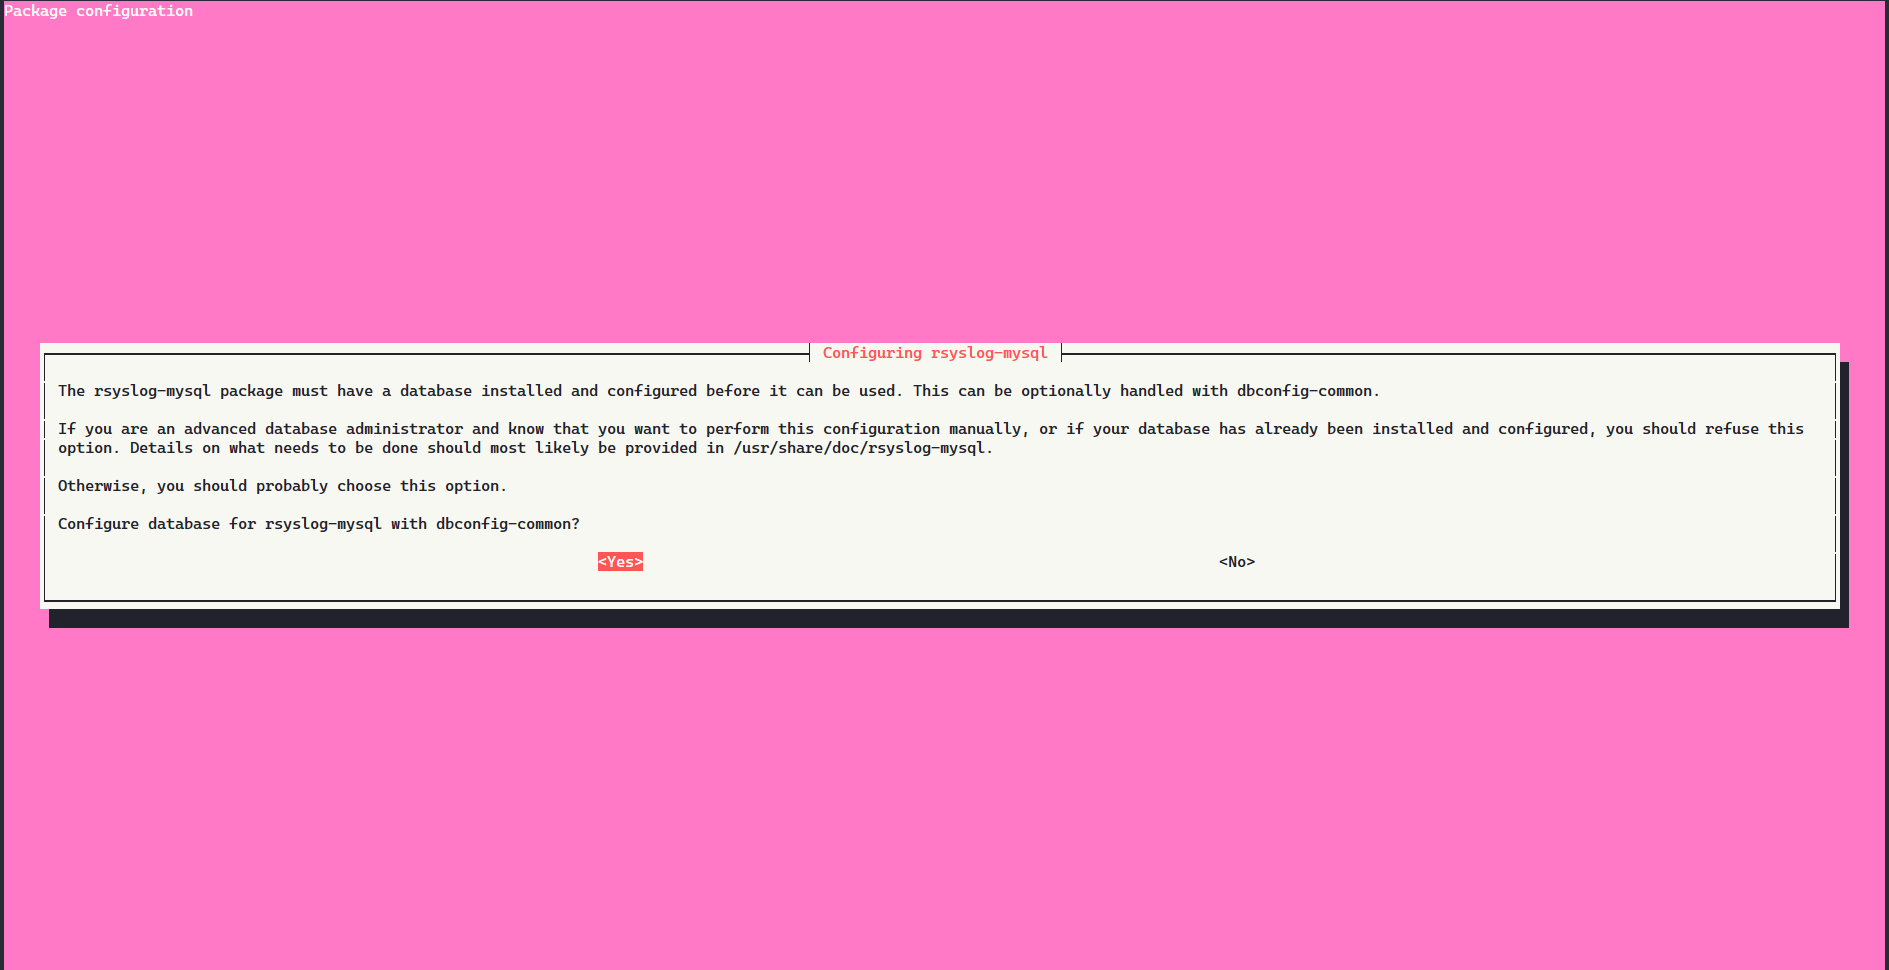 Package configuration
Configuring rsyslog-mysql
The rsyslog-mysql package must have a database installed and configured before it can be used. This can be optionally handled with dbconfig-common.
If you are an advanced database administrator and know that you want to perform this configuration manually, or if your database has already been installed and configured, you should refuse this
option. Details on what needs to be done should most likely be provided in /usr/share/doc/rsyslog-mysql.
Otherwise, you should probably choose this option.
Configure database for rsyslog-mysql with dbconfig-common?
<Yes> <No>